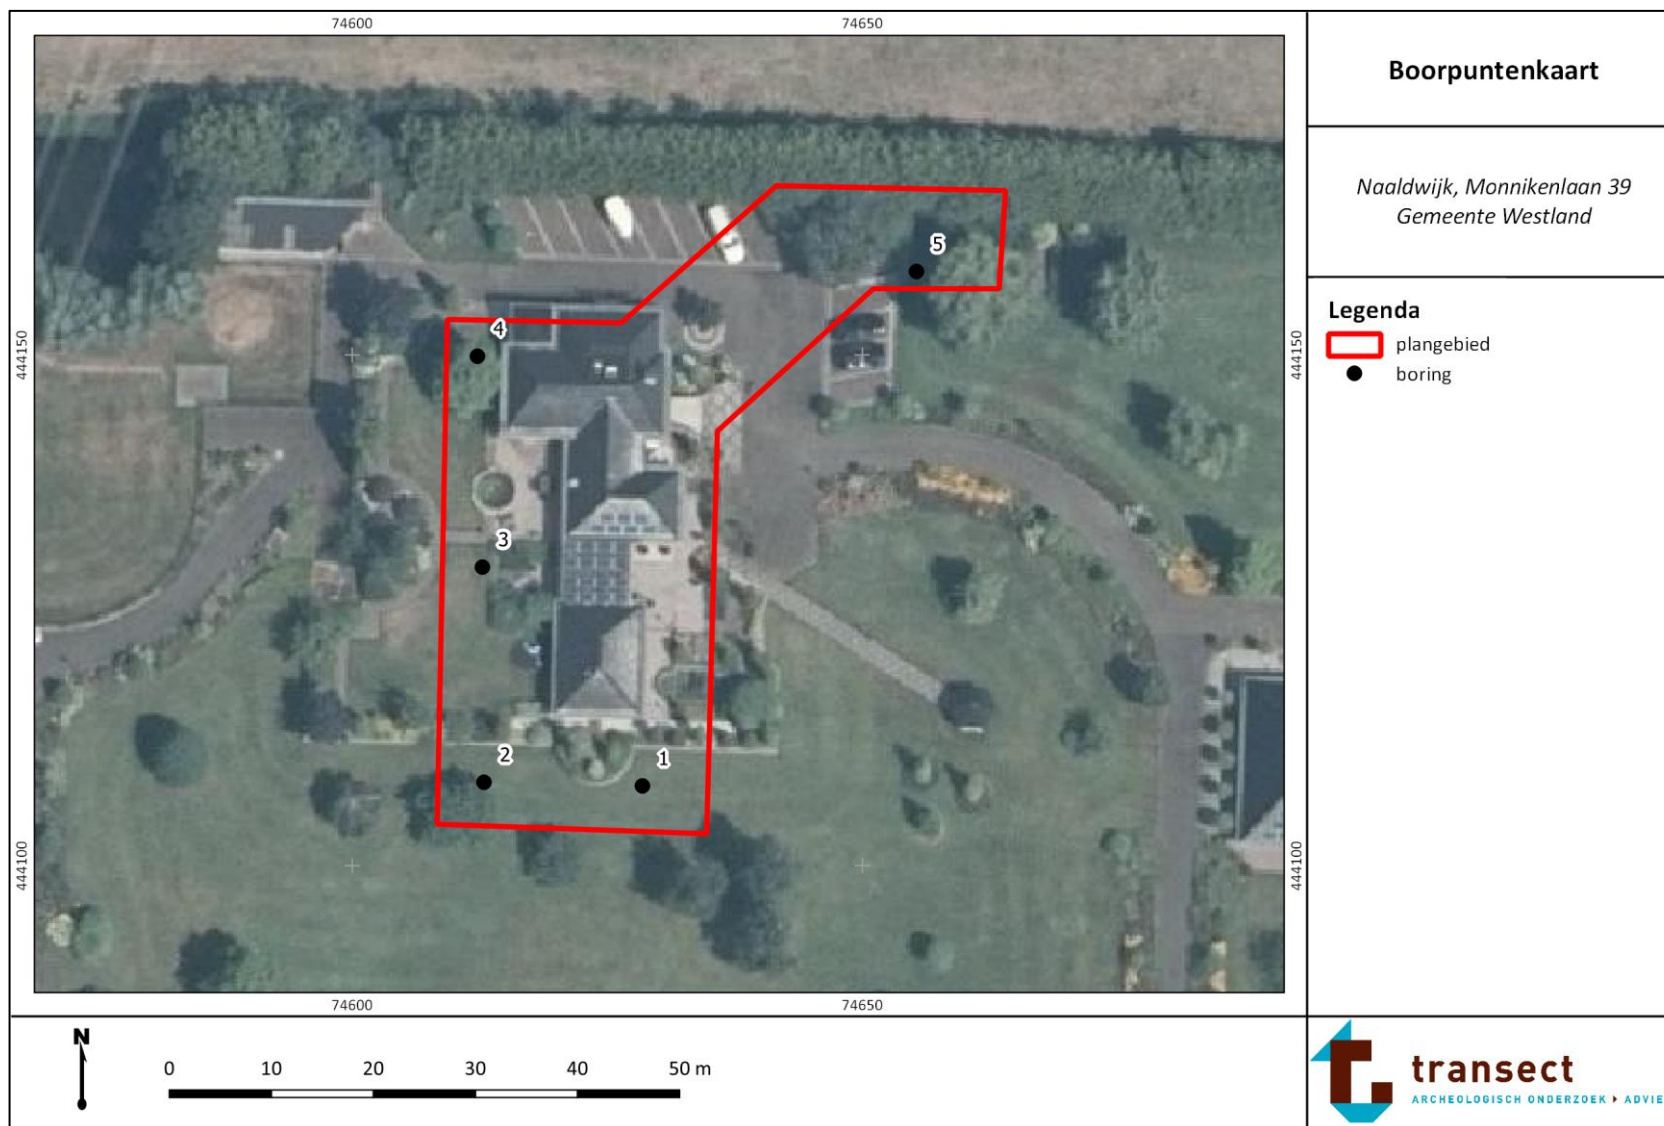 74600
74650
Boorpuntenkaart
Naaldwijk, Monnikenlaan 39
Gemeente Westland
Legenda
plangebied
boring
5
4
444150
444150
3
2
1
444100
444100
74600
74650
N
0 10 20 30 40 50 m
transect
ARCHEOLOGISCH ONDERZOEK ADVIE